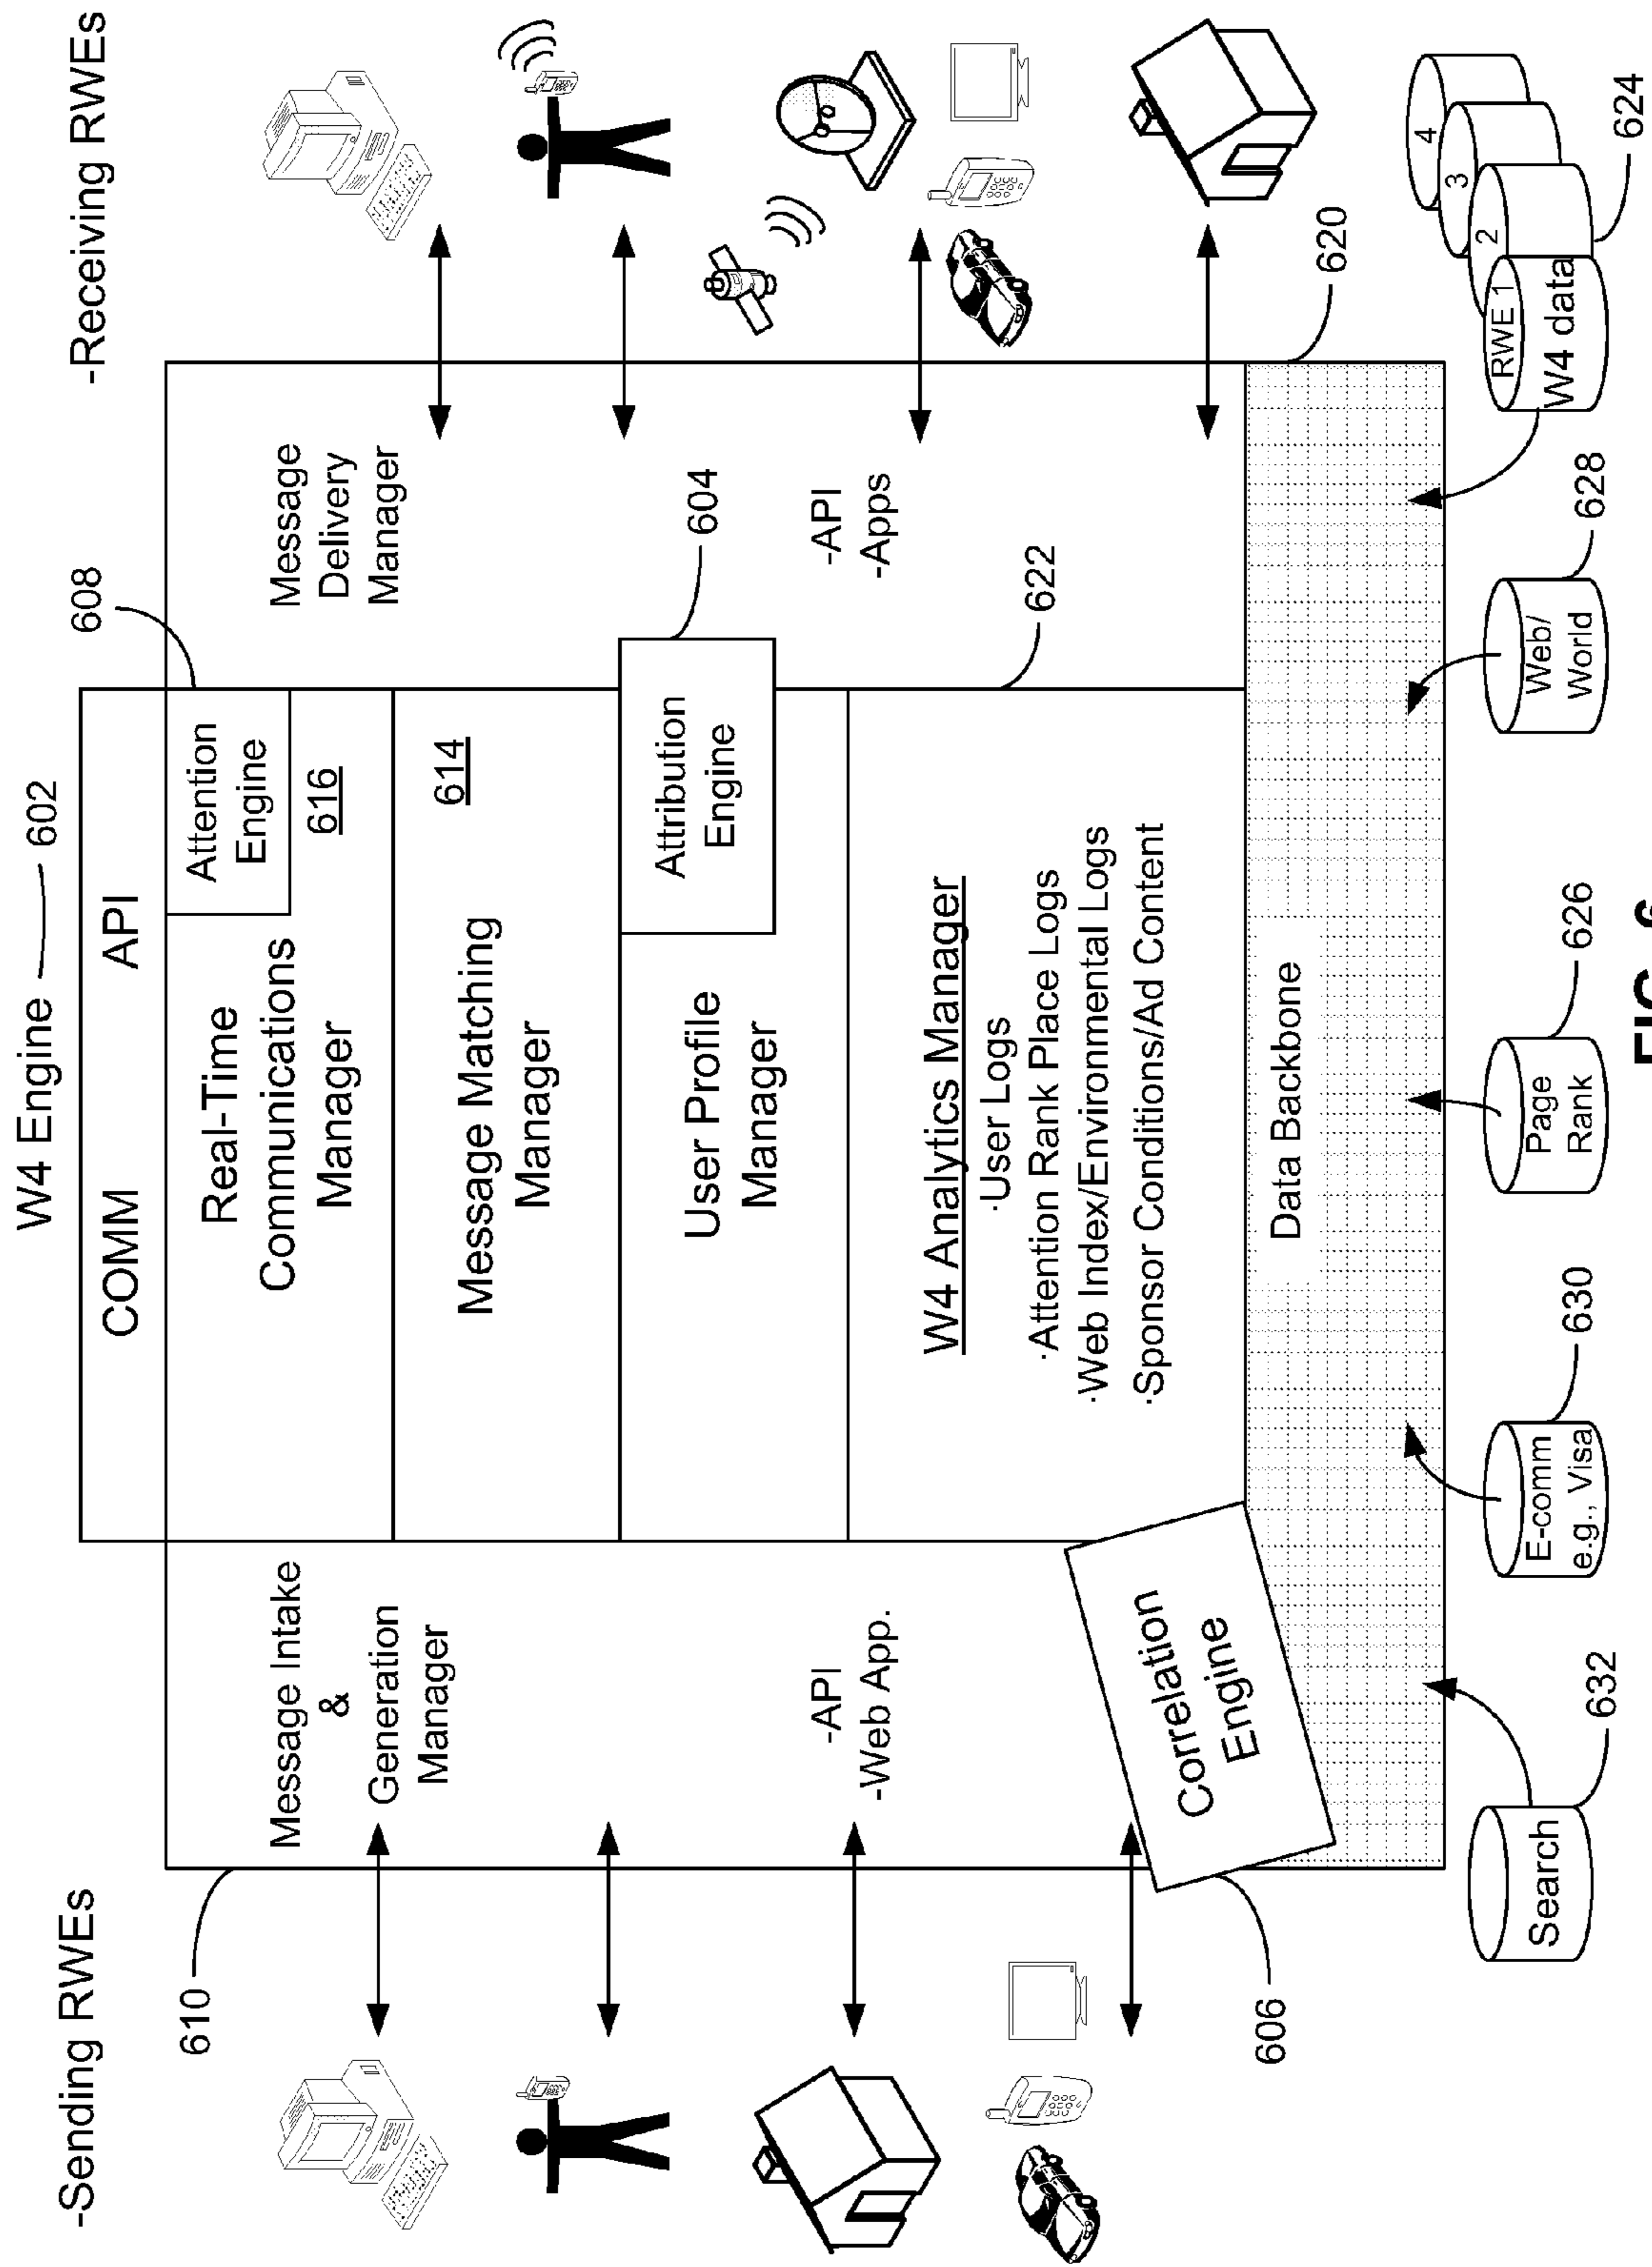 W4 Engine 602
-Sending RWEs
-Receiving RWEs
608
610
COMM API
Message Intake
&
Generation
Manager
-API
-Web App.
Real-Time
Communications
Manager
Attention
Engine
616
Message Matching
Manager
614
User Profile
Manager
Attribution
Engine
604
W4 Analytics Manager
·User Logs
·Attention Rank Place Logs
·Web Index/Environmental Logs
·Sponsor Conditions/Ad Content
622
Message
Delivery
Manager
-API
-Apps
Correlation
Engine
606
Data Backbone
620
Search
632
E-comm
e.g., Visa
630
Page
Rank
626
Web/
World
628
RWE 1
W4 data
2
3
4
624
FIG. 6